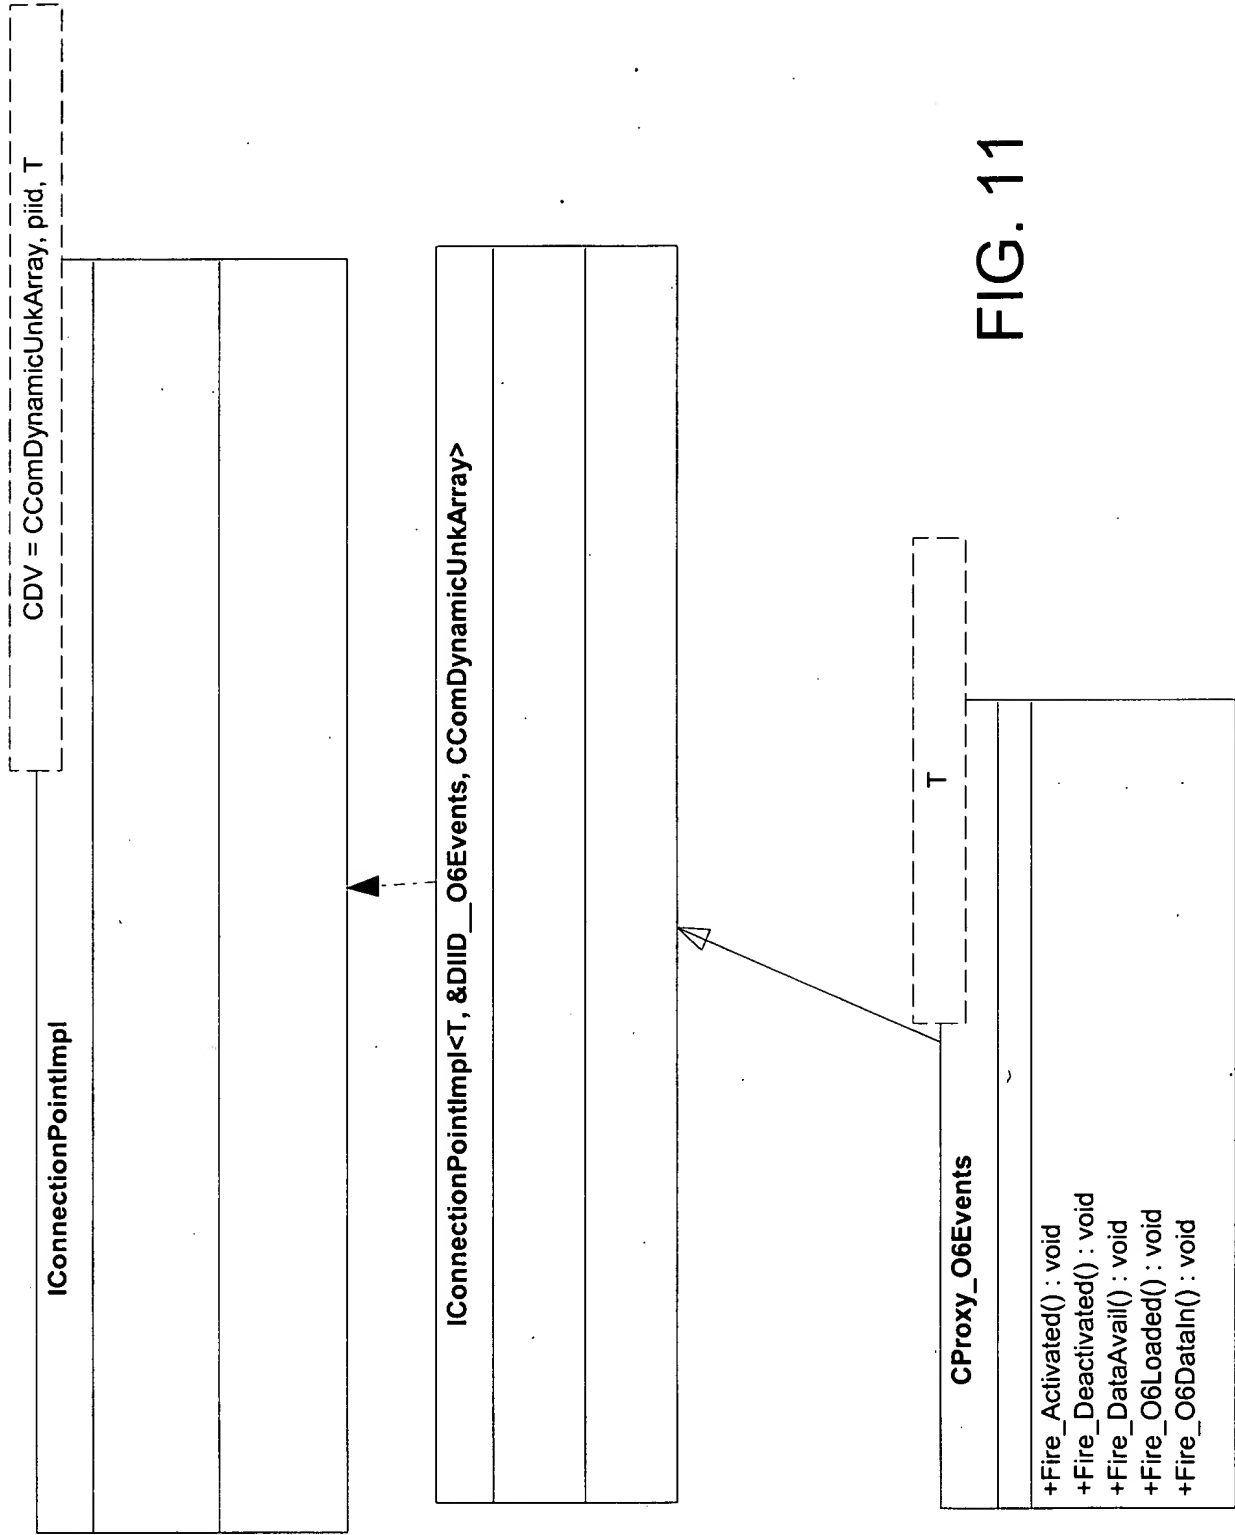 CDV = CComDynamicUnkArray, piid, T
IConnectionPointImpl
IConnectionPointImpl<T, &DIID__O6Events, CComDynamicUnkArray>
T
CProxy_O6Events
+Fire_Activated() : void
+Fire_Deactivated() : void
+Fire_DataAvail() : void
+Fire_O6Loaded() : void
+Fire_O6DataIn() : void
FIG. 11